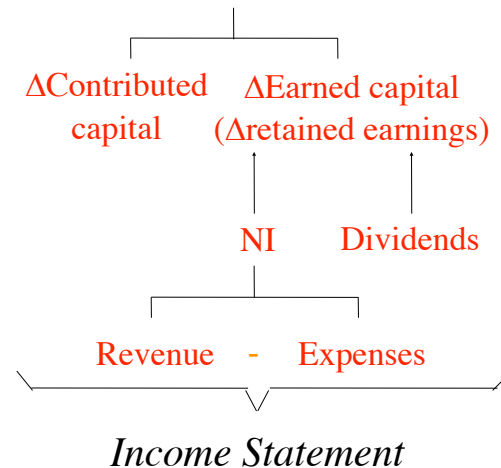 ΔContributed ΔEarned capital
capital (Δretained earnings)
NI Dividends
Revenue - Expenses
Income Statement